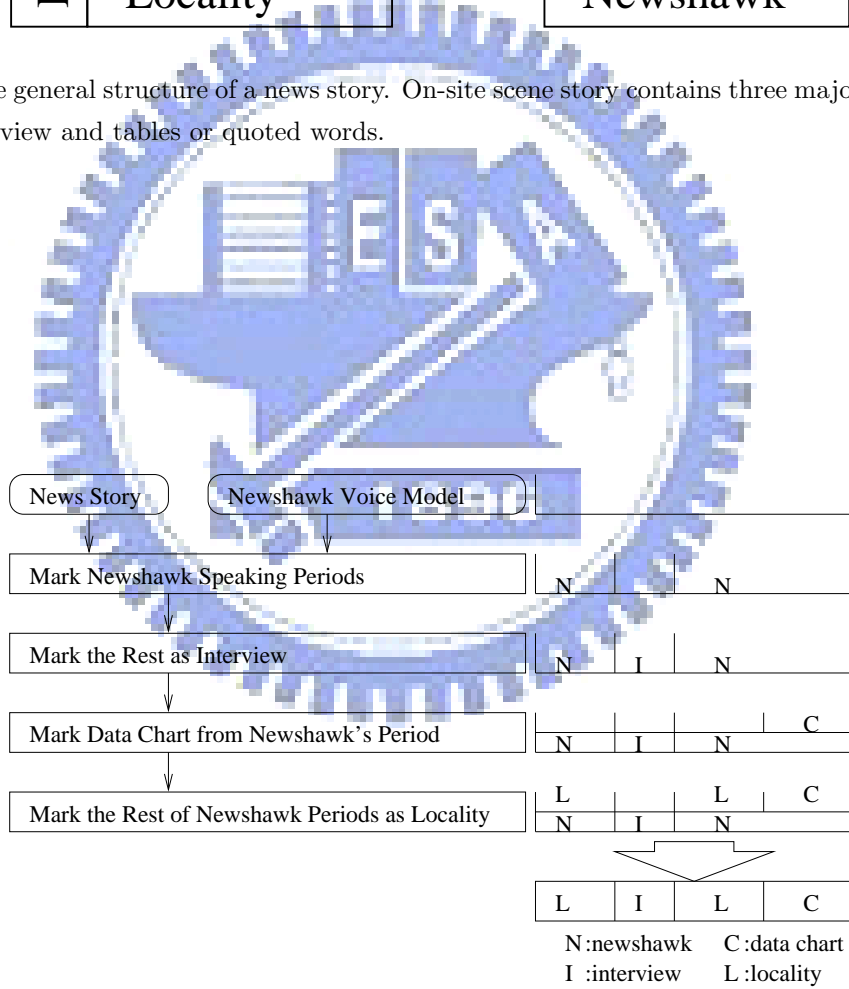 Locality Newshawk
e general structure of a news story. On-site scene story contains three majo
view and tables or quoted words.
E S A
News Story Newshawk Voice Model
1896
Mark Newshawk Speaking Periods N N
Mark the Rest as Interview N I N
C
Mark Data Chart from Newshawk's Period N I N
L L C
Mark the Rest of Newshawk Periods as Locality N I N
L I L C
N :newshawk C :data chart
I :interview L :locality